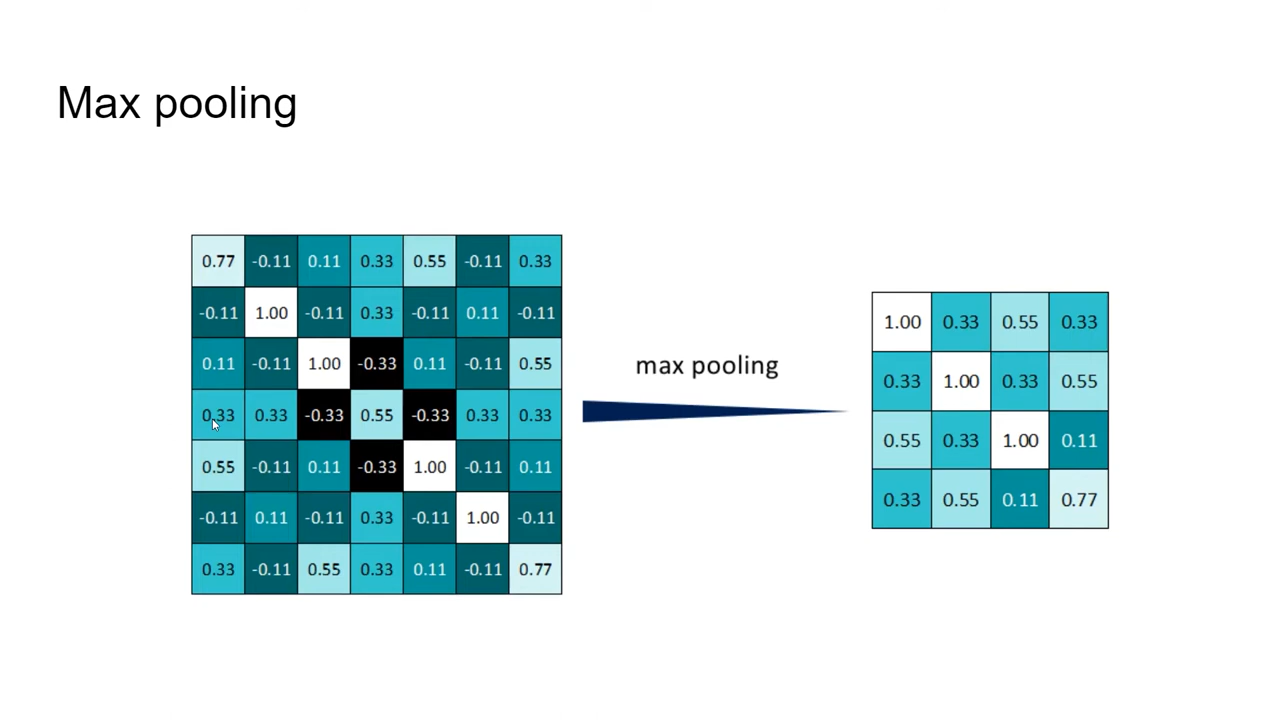 Max pooling
0.77 -0.11 0.11 0.33 0.55 -0.11 0.33
-0.11 1.00 -0.11 0.33 -0.11 0.11 -0.11
0.11 -0.11 1.00 -0.33 0.11 -0.11 0.55
0.33 0.33 -0.33 0.55 -0.33 0.33 0.33
0.55 -0.11 0.11 -0.33 1.00 -0.11 0.11
-0.11 0.11 -0.11 0.33 -0.11 1.00 -0.11
0.33 -0.11 0.55 0.33 0.11 -0.11 0.77
max pooling
1.00 0.33 0.55 0.33
0.33 1.00 0.33 0.55
0.55 0.33 1.00 0.11
0.33 0.55 0.11 0.77